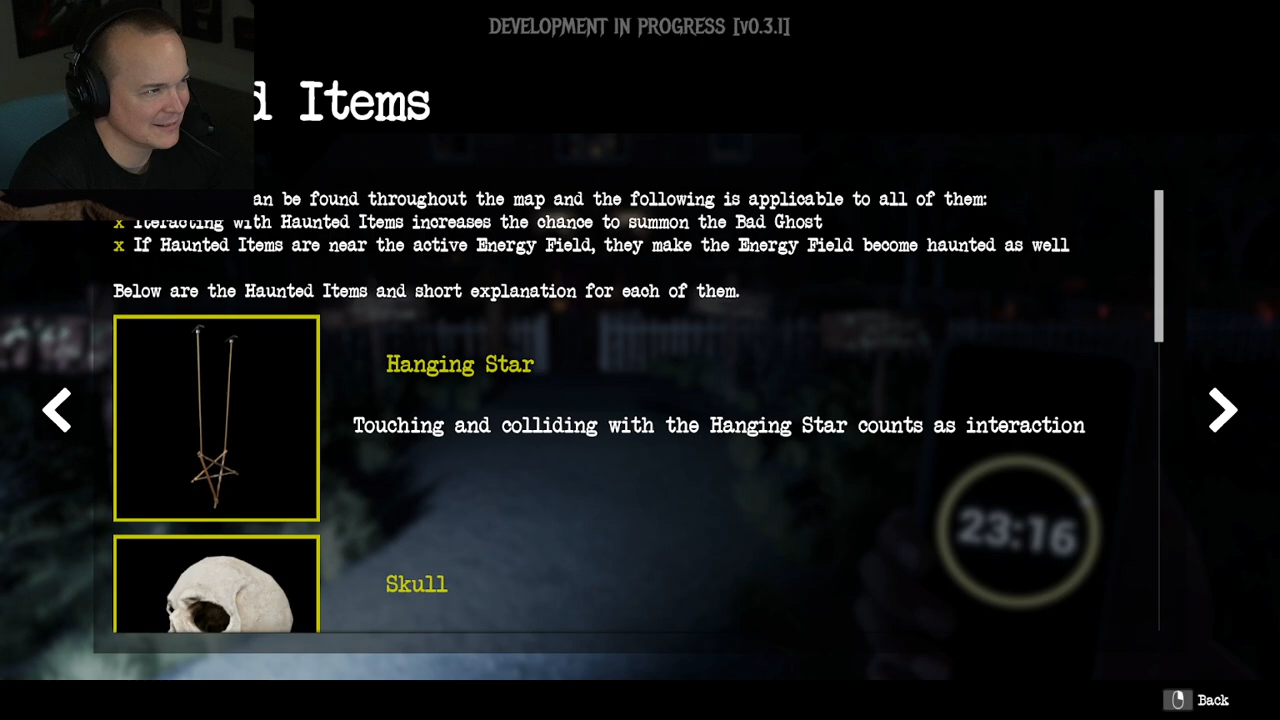 DEVELOPMENT IN PROGRESS [v0.3.1]
d Items
an be found throughout the map and the following is applicable to all of them:
x Iteracting with Haunted Items increases the chance to summon the Bad Ghost
x If Haunted Items are near the active Energy Field, they make the Energy Field become haunted as well
Below are the Haunted Items and short explanation for each of them.
Hanging Star
Touching and colliding with the Hanging Star counts as interaction
23:16
Skull
Back